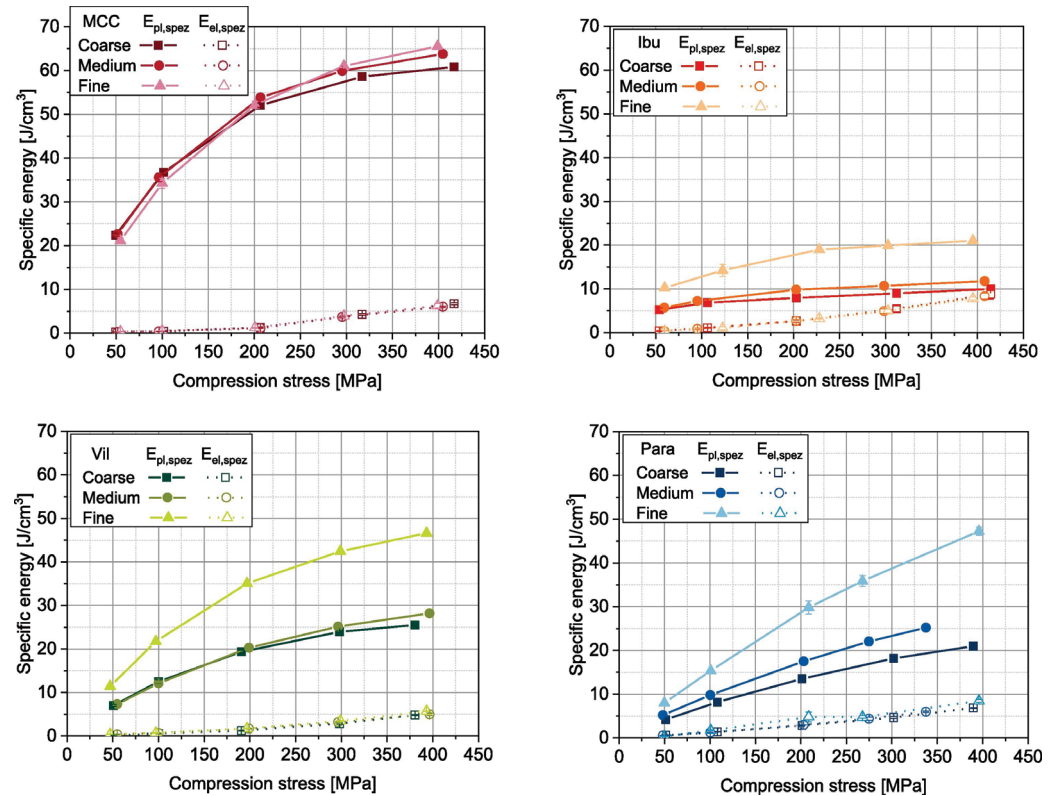 MCC E_pl,spez E_el,spez
Coarse
Medium
Fine
70
60
50
40
30
20
10
0
Specific energy [J/cm³]
0 50 100 150 200 250 300 350 400 450
Compression stress [MPa]
Ibu E_pl,spez E_el,spez
Coarse
Medium
Fine
70
60
50
40
30
20
10
0
Specific energy [J/cm³]
0 50 100 150 200 250 300 350 400 450
Compression stress [MPa]
Vil E_pl,spez E_el,spez
Coarse
Medium
Fine
70
60
50
40
30
20
10
0
Specific energy [J/cm³]
0 50 100 150 200 250 300 350 400 450
Compression stress [MPa]
Para E_pl,spez E_el,spez
Coarse
Medium
Fine
70
60
50
40
30
20
10
0
Specific energy [J/cm³]
0 50 100 150 200 250 300 350 400 450
Compression stress [MPa]